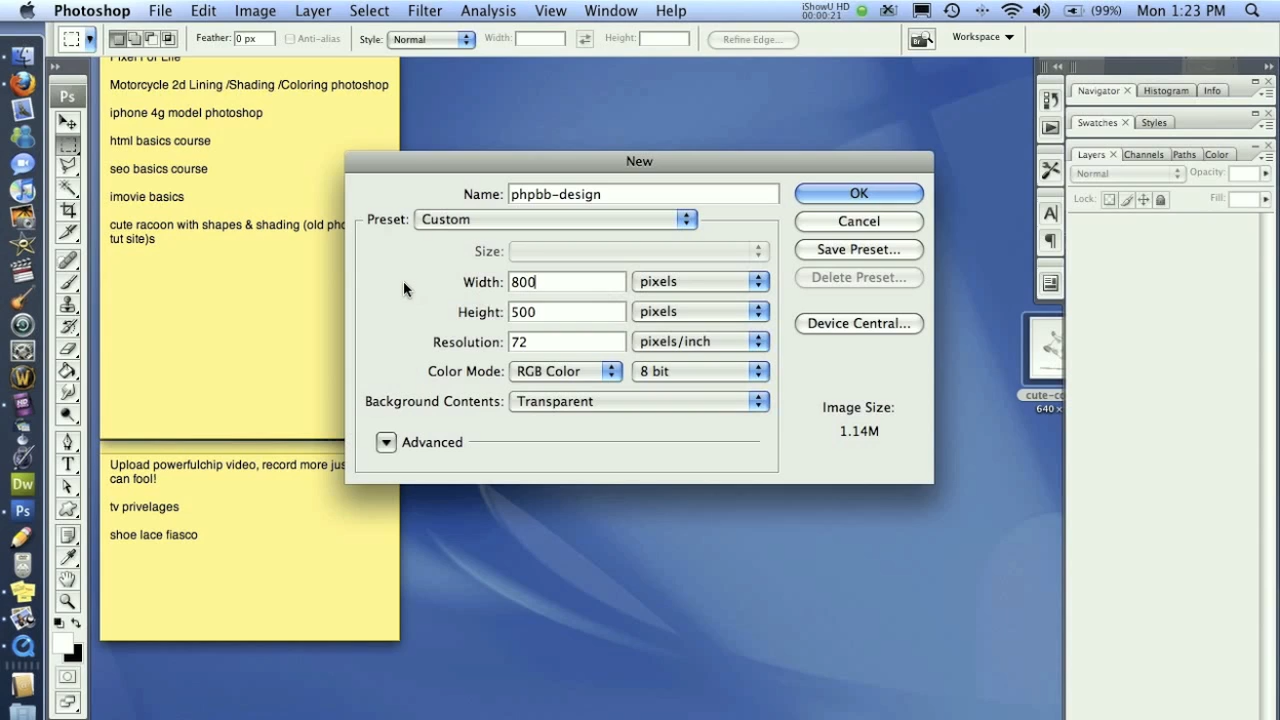 Photoshop File Edit Image Layer Select Filter Analysis View Window Help iShowU HD 00:00:21 (99%) Mon 1:23 PM
Feather: 0 px Anti-alias Style: Normal Width: Height: Refine Edge... Br Workspace
Pixel For Life
Motorcycle 2d Lining /Shading /Coloring photoshop
iphone 4g model photoshop
html basics course
seo basics course
imovie basics
cute racoon with shapes & shading (old pho
tut site)s
Upload powerfulchip video, record more jus
can fool!
tv privelages
shoe lace fiasco
Ps
T
Dw
Ps
New
Name: phpbb-design
Preset: Custom
Size:
Width: 800 pixels
Height: 500 pixels
Resolution: 72 pixels/inch
Color Mode: RGB Color 8 bit
Background Contents: Transparent
Advanced
OK
Cancel
Save Preset...
Delete Preset...
Device Central...
Image Size:
1.14M
Navigator Histogram Info
Swatches Styles
Layers Channels Paths Color
Normal Opacity:
Lock: Fill:
A
cute-co
640 ×